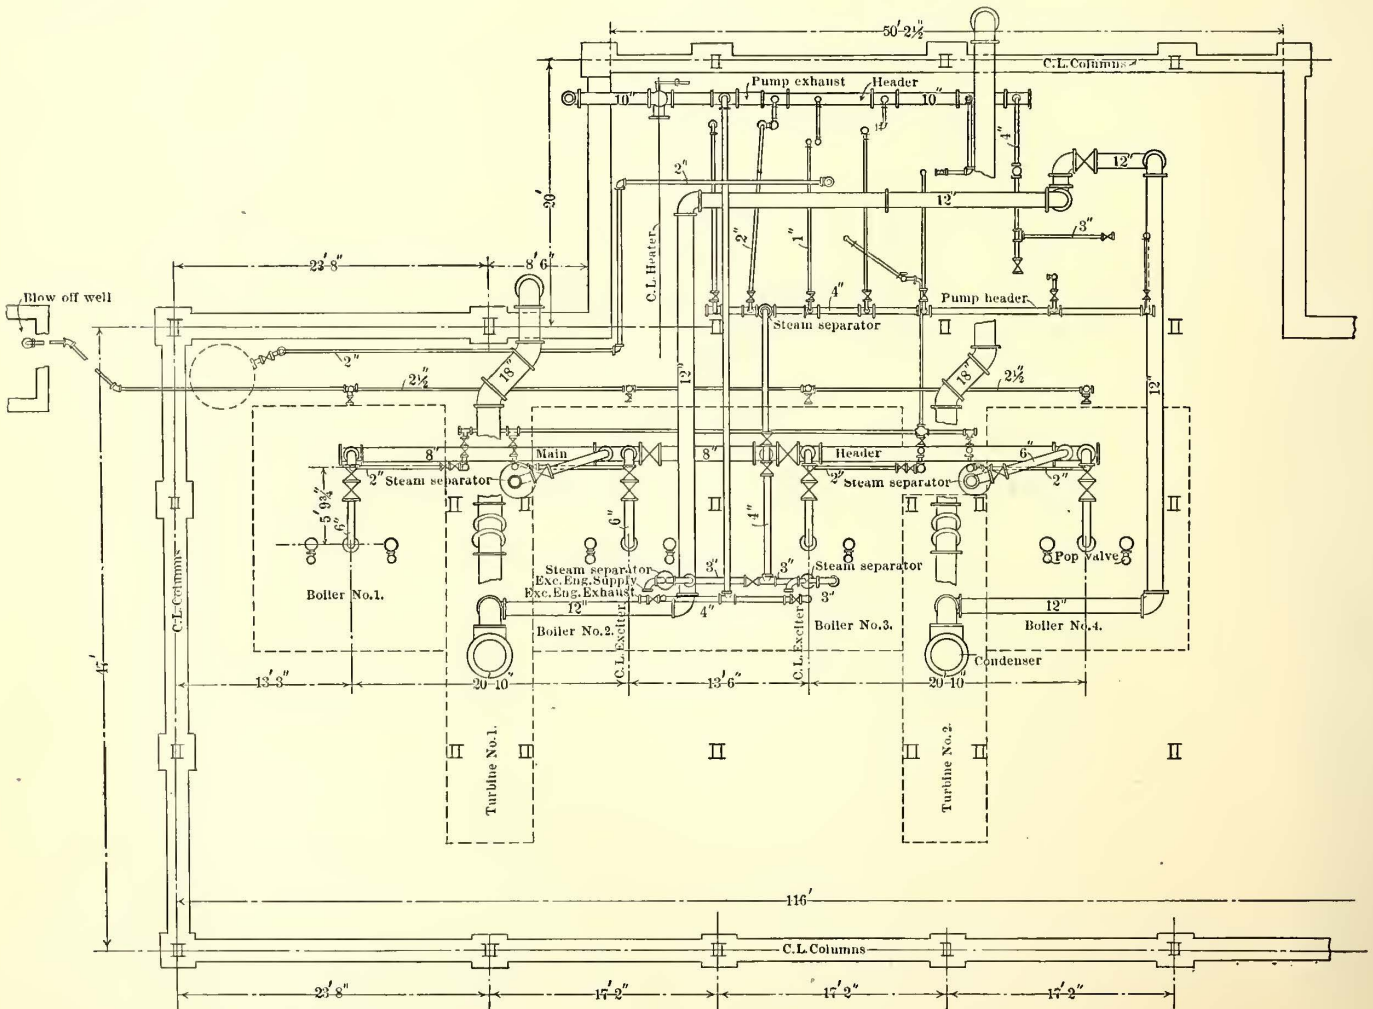 50'-2½"
C.L.Columns
Pump exhaust
Header
10"
10"
4"
12"
2"
12"
20'
3"
23'-8"
8'6"
2"
1"
C.L.Heater
Blow off well
4"
Pump header
Steam separator
2"
18"
2½"
12"
18"
2½"
12"
8"
Main
8"
Header
6"
2"
Steam separator
2"
Steam separator
2"
5'9¾"
6"
6"
4"
Pop valve
C.L.Columns
Steam separator
3"
3"
Steam separator
Exc.Eng.Supply
Exc.Eng.Exhaust
3"
Boiler No.1.
12"
4"
12"
Boiler No.2.
Boiler No.3.
Boiler No.4.
C.L.Exciter
C.L.Exciter
Condenser
13'-3"
20'-10"
13'-6"
20'-10"
Turbine No.1.
Turbine No.2.
116'
C.L.Columns
23'8"
17'2"
17'2"
17'2"